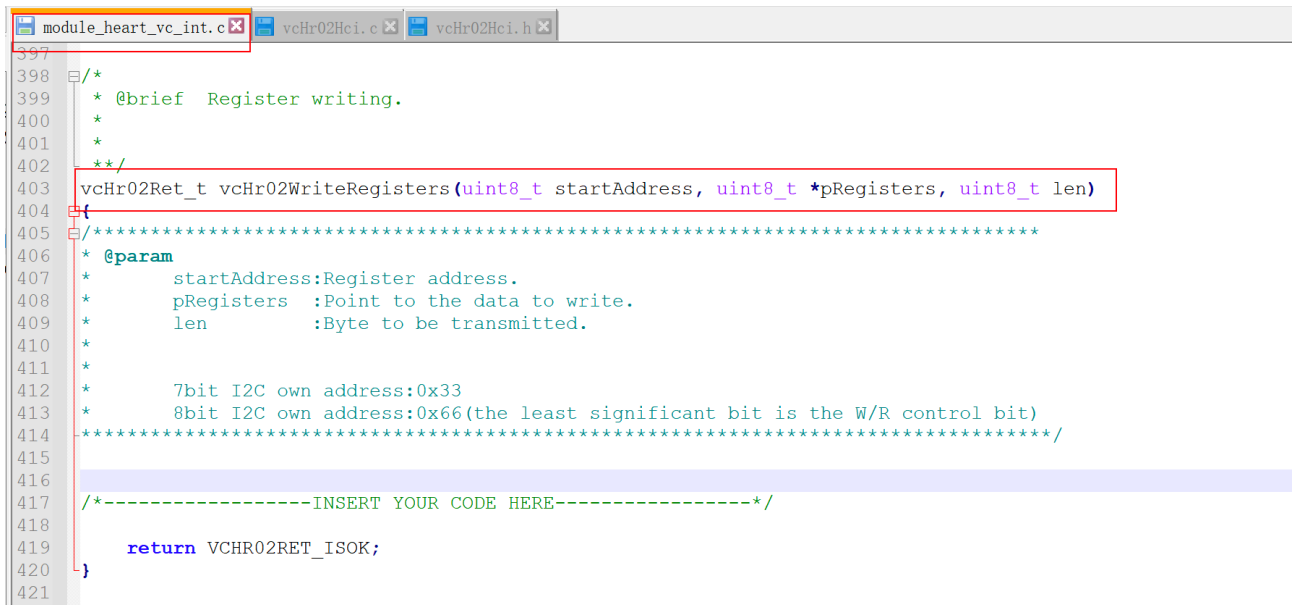 module_heart_vc_int.c vcHr02Hci.c vcHr02Hci.h
397
398 /*
399  * @brief  Register writing.
400  *
401  *
402  **/
403 vcHr02Ret_t vcHr02WriteRegisters(uint8_t startAddress, uint8_t *pRegisters, uint8_t len)
404 {
405 /**********************************************************************************
406 * @param
407 *       startAddress:Register address.
408 *       pRegisters  :Point to the data to write.
409 *       len         :Byte to be transmitted.
410 *
411 *
412 *       7bit I2C own address:0x33
413 *       8bit I2C own address:0x66(the least significant bit is the W/R control bit)
414 ***********************************************************************************/
415
416
417 /*------------------INSERT YOUR CODE HERE-----------------*/
418
419     return VCHR02RET_ISOK;
420 }
421